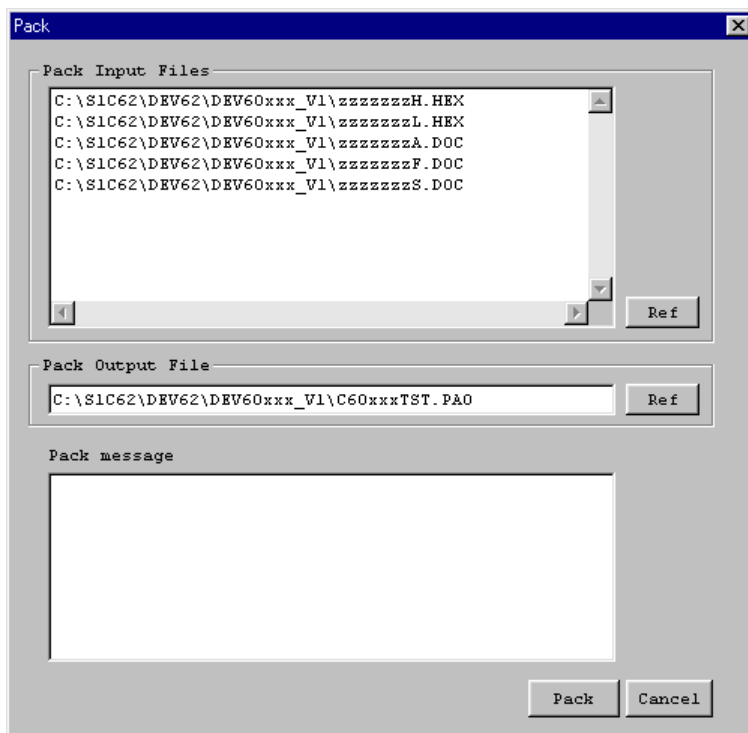 Pack
Pack Input Files
C:\S1C62\DEV62\DEV60xxx_V1\zzzzzzzH.HEX
C:\S1C62\DEV62\DEV60xxx_V1\zzzzzzzL.HEX
C:\S1C62\DEV62\DEV60xxx_V1\zzzzzzzA.DOC
C:\S1C62\DEV62\DEV60xxx_V1\zzzzzzzF.DOC
C:\S1C62\DEV62\DEV60xxx_V1\zzzzzzzS.DOC
Ref
Pack Output File
C:\S1C62\DEV62\DEV60xxx_V1\C60xxxTST.PA0
Ref
Pack message
Pack
Cancel